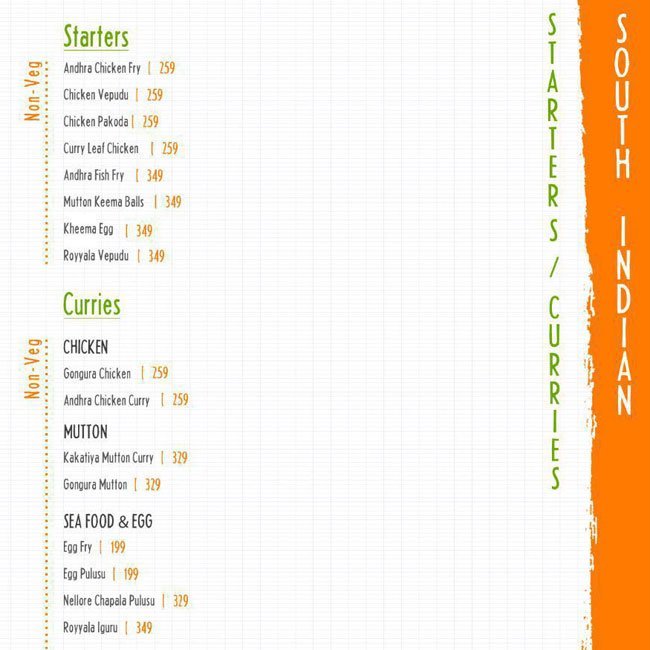 Starters
Non-Veg
Andhra Chicken Fry | 259
Chicken Vepudu | 259
Chicken Pakoda | 259
Curry Leaf Chicken | 259
Andhra Fish Fry | 349
Mutton Keema Balls | 349
Kheema Egg | 349
Royyala Vepudu | 349
Curries
Non-Veg
CHICKEN
Gongura Chicken | 259
Andhra Chicken Curry | 259
MUTTON
Kakatiya Mutton Curry | 329
Gongura Mutton | 329
SEA FOOD & EGG
Egg Fry | 199
Egg Pulusu | 199
Nellore Chapala Pulusu | 329
Royyala Iguru | 349
STARTERS / CURRIES
SOUTH INDIAN